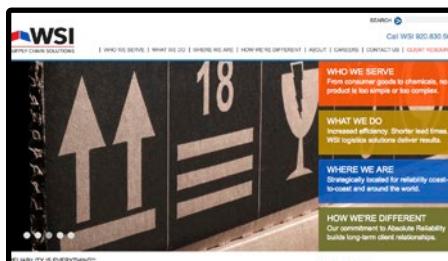 SEARCH
WSI
SUPPLY CHAIN SOLUTIONS
Call WSI 920.830.50
| WHO WE SERVE | WHAT WE DO | WHERE WE ARE | HOW WE'RE DIFFERENT | ABOUT | CAREERS | CONTACT US | CLIENT RESOUR
18
WHO WE SERVE
From consumer goods to chemicals, no
product is too simple or too complex.
WHAT WE DO
Increased efficiency. Shorter lead times.
WSI logistics solutions deliver results.
WHERE WE ARE
Strategically located for reliability coast-
to-coast and around the world.
HOW WE'RE DIFFERENT
Our commitment to Absolute Reliability
builds long-term client relationships.